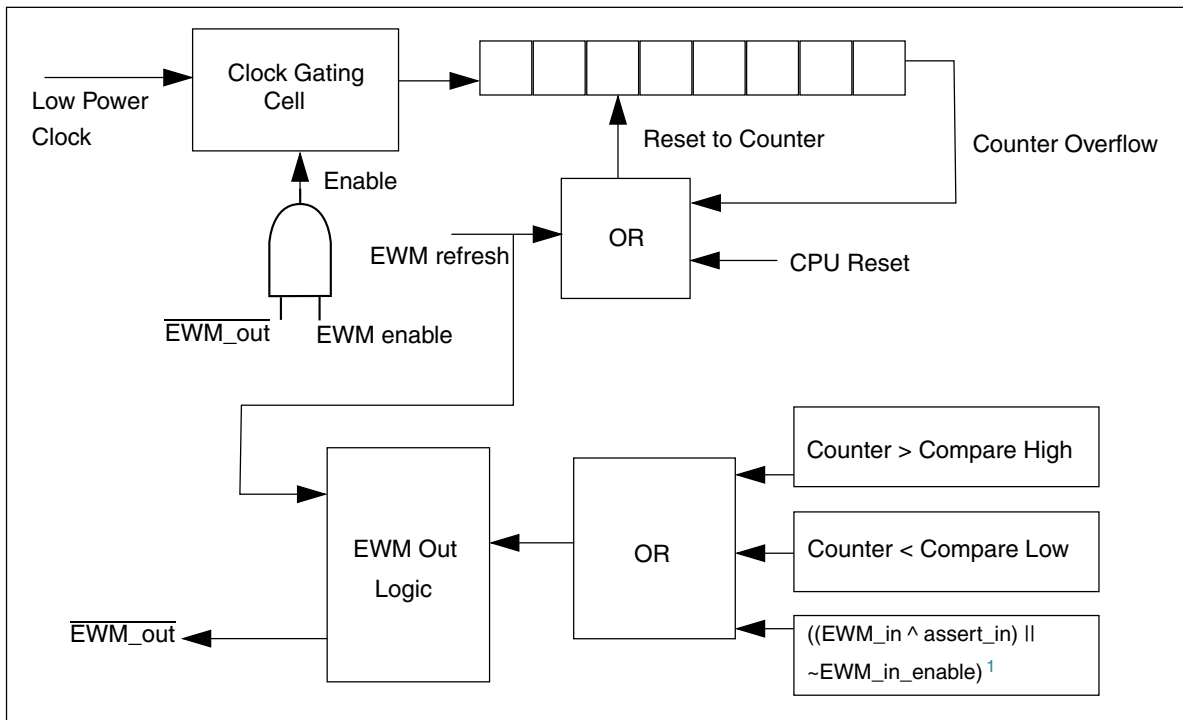 Low Power
Clock
Clock Gating
Cell
Enable
EWM_out
EWM enable
Reset to Counter
Counter Overflow
EWM refresh
OR
CPU Reset
Counter > Compare High
EWM Out
Logic
OR
Counter < Compare Low
EWM_out
((EWM_in ^ assert_in) ||
~EWM_in_enable) 1